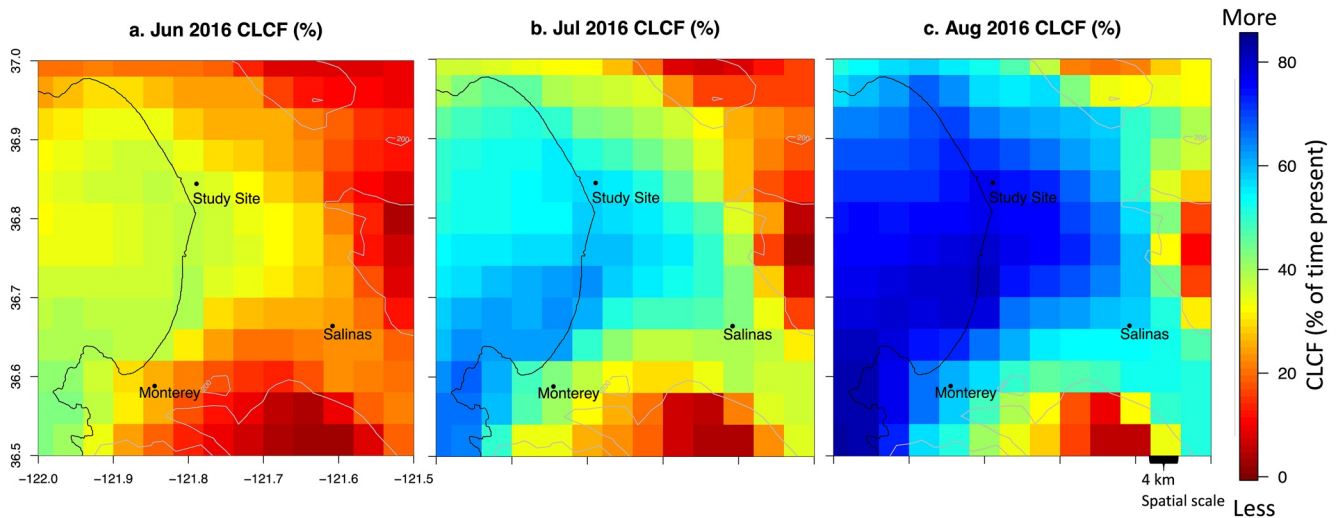 More
a. Jun 2016 CLCF (%)
b. Jul 2016 CLCF (%)
c. Aug 2016 CLCF (%)
37.0
36.9
36.8
36.7
36.6
36.5
−122.0
−121.9
−121.8
−121.7
−121.6
−121.5
Study Site
Salinas
Monterey
200
200
Study Site
Salinas
Monterey
200
200
Study Site
Salinas
Monterey
200
200
80
60
40
20
0
CLCF (% of time present)
4 km
Spatial scale
Less